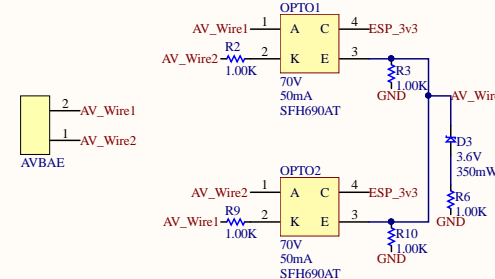 OPTO1
AV_Wire1 1 A C 4 ESP_3v3
R2
AV_Wire2 2 K E 3
1.00K
R3
1.00K
GND
70V
50mA
SFH690AT
2 AV_Wire1
1 AV_Wire2
AVBAE
D3
3.6V
350mW
OPTO2
AV_Wire2 1 A C 4 ESP_3v3
R9
AV_Wire1 2 K E 3
1.00K
R6
1.00K
GND
R10
1.00K
GND
70V
50mA
SFH690AT